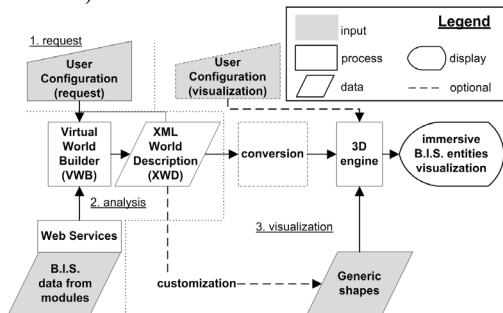 1. request
User
Configuration
(request)
User
Configuration
(visualization)
Legend
input
process
data
display
optional
Virtual
World
Builder
(VWB)
XML
World
Description
(XWD)
conversion
3D
engine
immersive
B.I.S. entities
visualization
2. analysis
Web Services
B.I.S.
data from
modules
3. visualization
customization
Generic
shapes